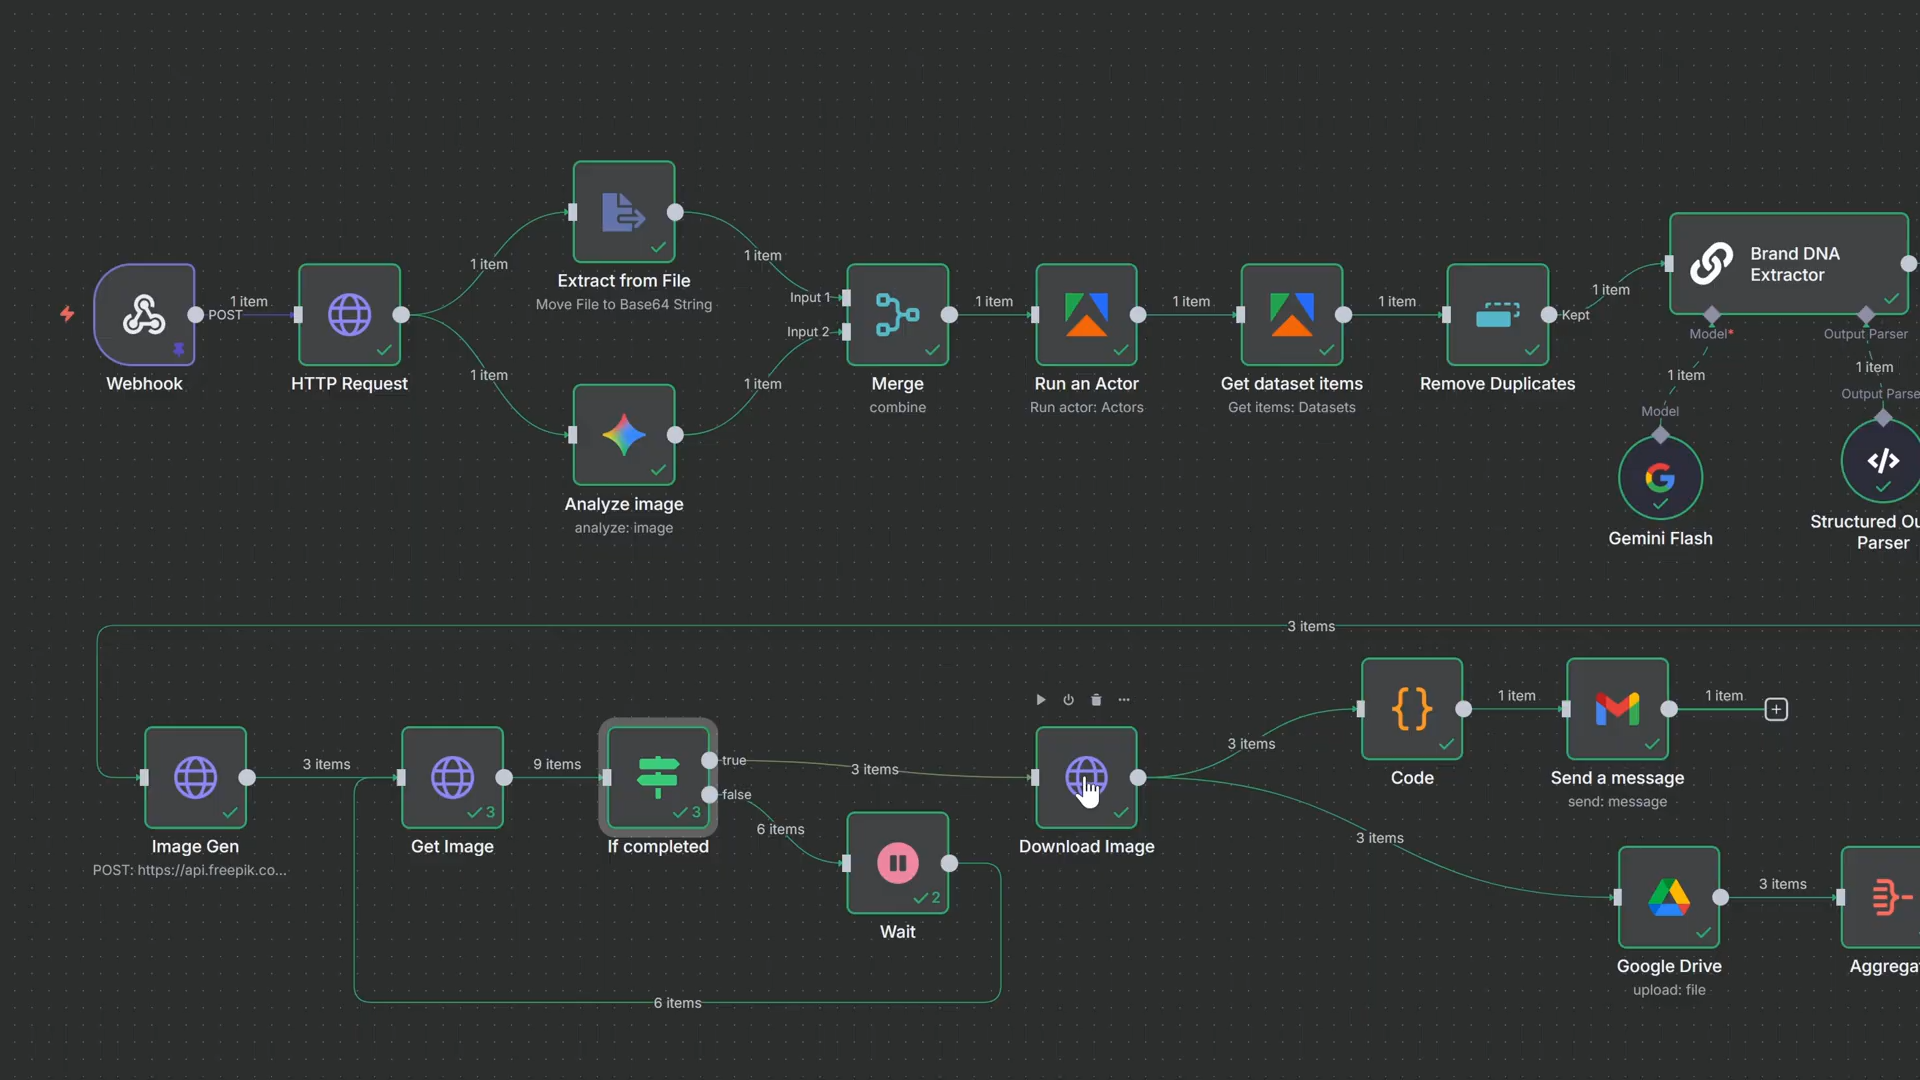 Extract from File
Move File to Base64 String
1 item
1 item
1 item
POST
Webhook
HTTP Request
1 item
Analyze image
analyze: image
1 item
Input 1
Input 2
Merge
combine
1 item
Run an Actor
Run actor: Actors
1 item
Get dataset items
Get items: Datasets
1 item
Remove Duplicates
Kept
1 item
Brand DNA
Extractor
Model*
Output Parser
1 item
1 item
Model
Output Parse
Gemini Flash
Structured Ou
Parser
3 items
Image Gen
POST: https://api.freepik.co...
3 items
3
Get Image
9 items
3
If completed
true
false
3 items
6 items
2
Wait
6 items
Download Image
3 items
3 items
Code
1 item
Send a message
send: message
1 item
Google Drive
upload: file
3 items
Aggrega